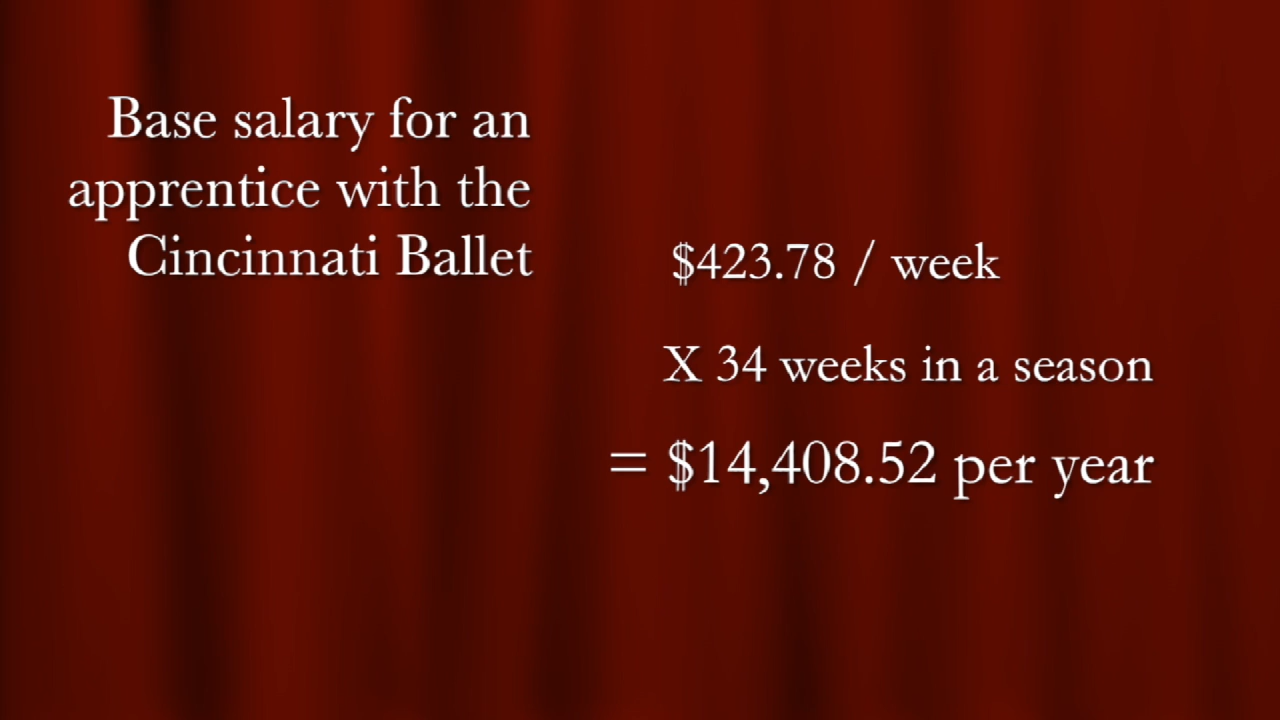 Base salary for an
apprentice with the
Cincinnati Ballet
$423.78 / week
X 34 weeks in a season
= $14,408.52 per year